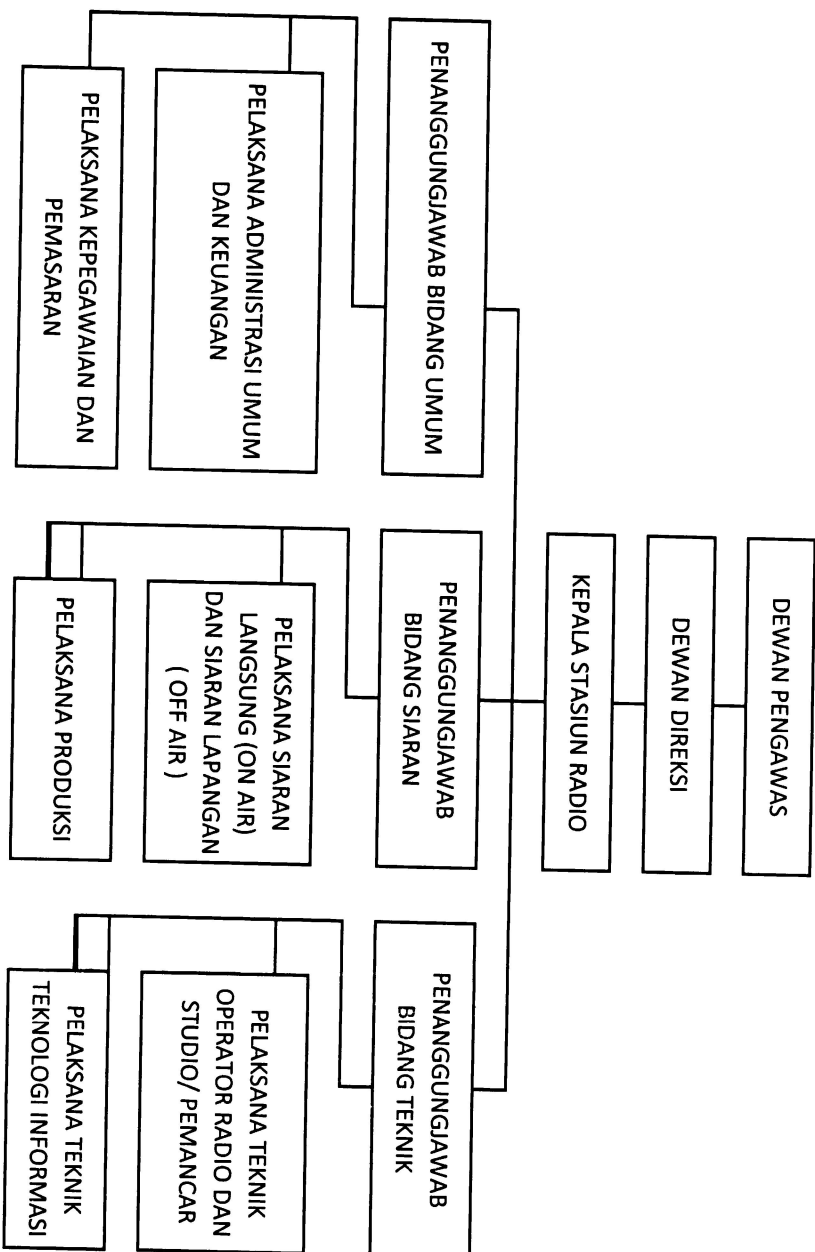 DEWAN PENGAWAS
DEWAN DIREKSI
KEPALA STASIUN RADIO
PENANGGUNGJAWAB BIDANG UMUM
PELAKSANA ADMINISTRASI UMUM
DAN KEUANGAN
PELAKSANA KEPEGAWAIAN DAN
PEMASARAN
PENANGGUNGJAWAB
BIDANG SIARAN
PELAKSANA SIARAN
LANGSUNG (ON AIR)
DAN SIARAN LAPANGAN
( OFF AIR )
PELAKSANA PRODUKSI
PENANGGUNGJAWAB
BIDANG TEKNIK
PELAKSANA TEKNIK
OPERATOR RADIO DAN
STUDIO/ PEMANCAR
PELAKSANA TEKNIK
TEKNOLOGI INFORMASI